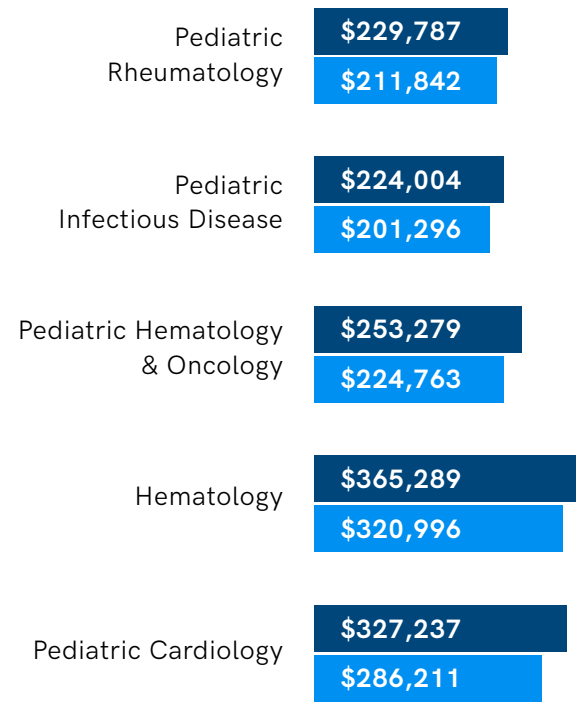 Pediatric
Rheumatology
$229,787
$211,842
Pediatric
Infectious Disease
$224,004
$201,296
Pediatric Hematology
& Oncology
$253,279
$224,763
Hematology
$365,289
$320,996
Pediatric Cardiology
$327,237
$286,211